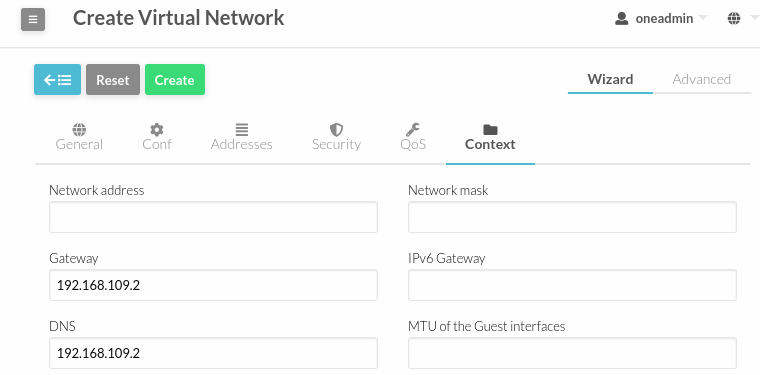 Create Virtual Network
oneadmin
Reset
Create
Wizard
Advanced
General
Conf
Addresses
Security
QoS
Context
Network address
Network mask
Gateway
IPv6 Gateway
192.168.109.2
DNS
MTU of the Guest interfaces
192.168.109.2